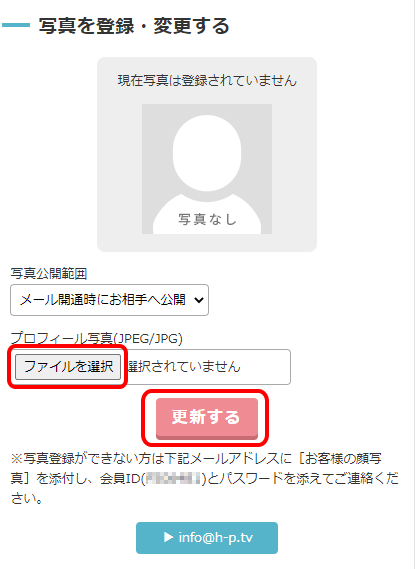 写真を登録・変更する
現在写真は登録されていません
写真なし
写真公開範囲
メール開通時にお相手へ公開
プロフィール写真(JPEG/JPG)
ファイルを選択 選択されていません
更新する
※写真登録ができない方は下記メールアドレスに［お客様の顔写
真］を添付し、会員ID( )とパスワードを添えてご連絡くだ
さい。
▶ info@h-p.tv